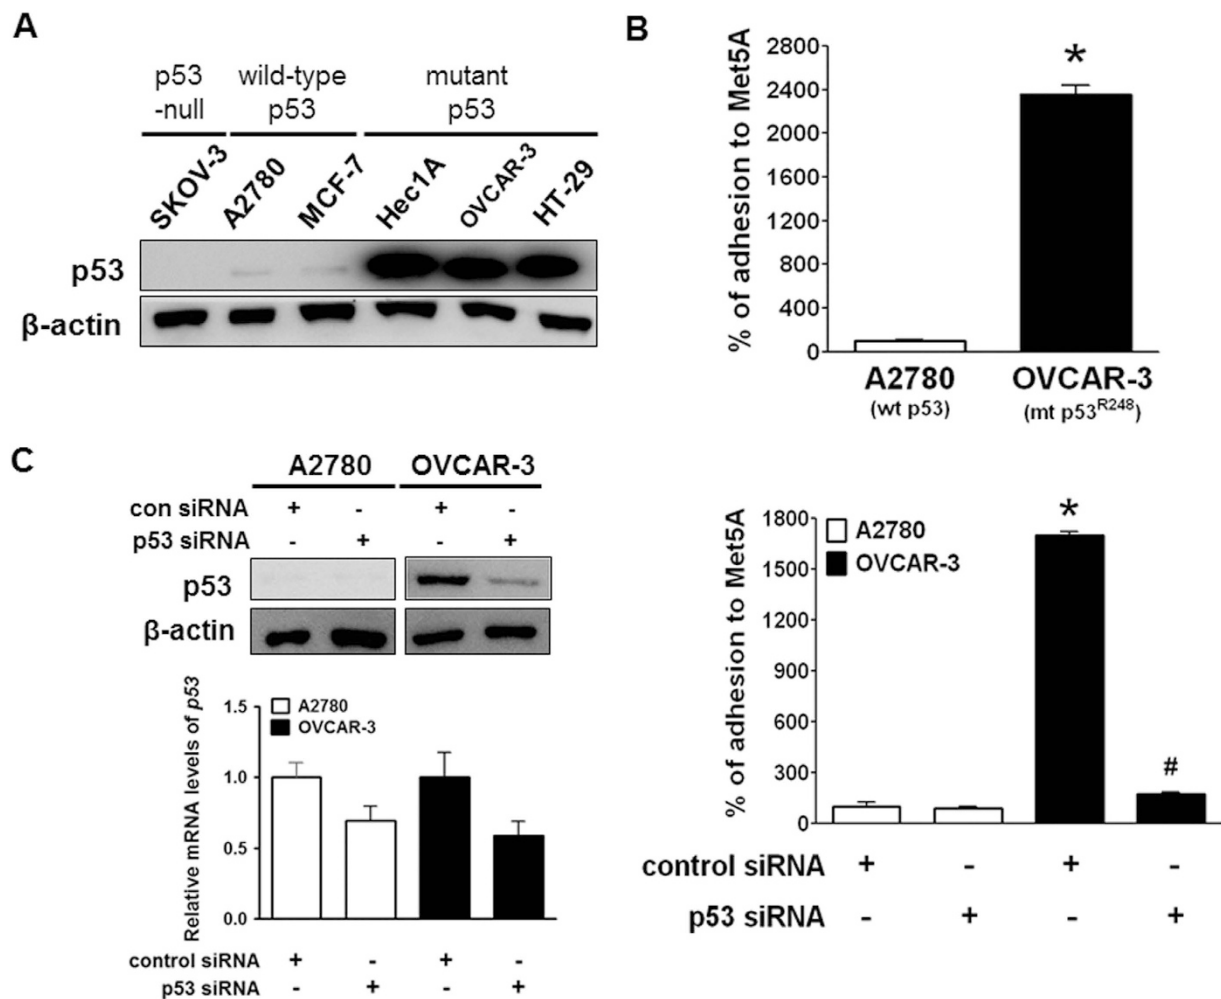 A
p53
-null
wild-type
p53
mutant
p53
SKOV-3
A2780
MCF-7
Hec1A
OVCAR-3
HT-29
p53
β-actin
B
% of adhesion to Met5A
2800
2400
2000
1600
1200
800
400
0
*
A2780
(wt p53)
OVCAR-3
(mt p53R248)
C
A2780 OVCAR-3
con siRNA + - + -
p53 siRNA - + - +
p53
β-actin
Relative mRNA levels of p53
1.5
1.0
0.5
0.0
A2780
OVCAR-3
control siRNA + - + -
p53 siRNA - + - +
% of adhesion to Met5A
1800
1500
1200
900
600
300
0
A2780
OVCAR-3
*
#
control siRNA + - + -
p53 siRNA - + - +